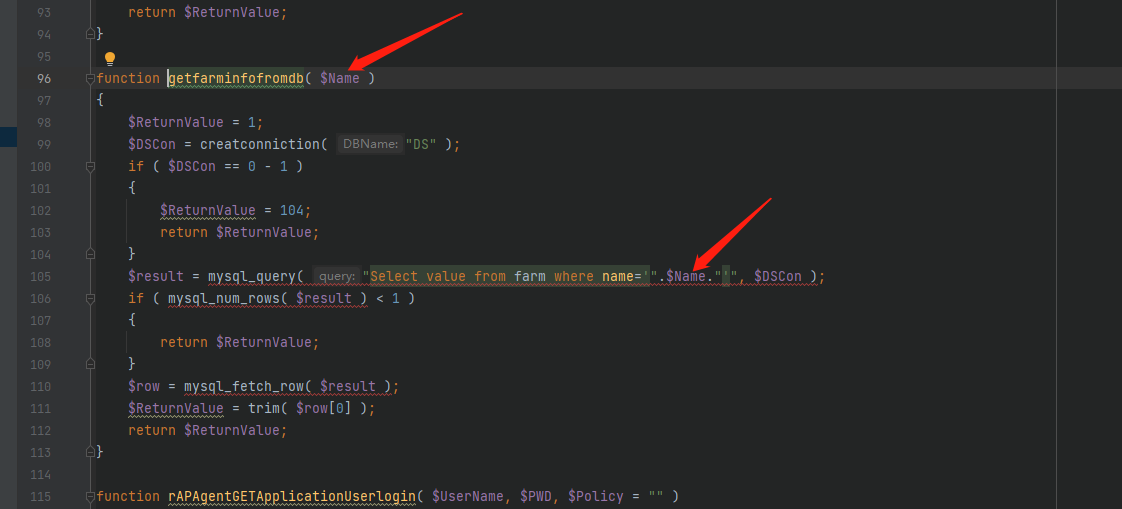 93 return $ReturnValue;
94 }
95
96 function getfarminfofromdb( $Name )
97 {
98 $ReturnValue = 1;
99 $DSCon = creatconniction( DBName: "DS" );
100 if ( $DSCon == 0 - 1 )
101 {
102 $ReturnValue = 104;
103 return $ReturnValue;
104 }
105 $result = mysql_query( query: "Select value from farm where name='".$Name."'", $DSCon );
106 if ( mysql_num_rows( $result ) < 1 )
107 {
108 return $ReturnValue;
109 }
110 $row = mysql_fetch_row( $result );
111 $ReturnValue = trim( $row[0] );
112 return $ReturnValue;
113 }
114
115 function rAPAgentGETApplicationUserlogin( $UserName, $PWD, $Policy = "" )